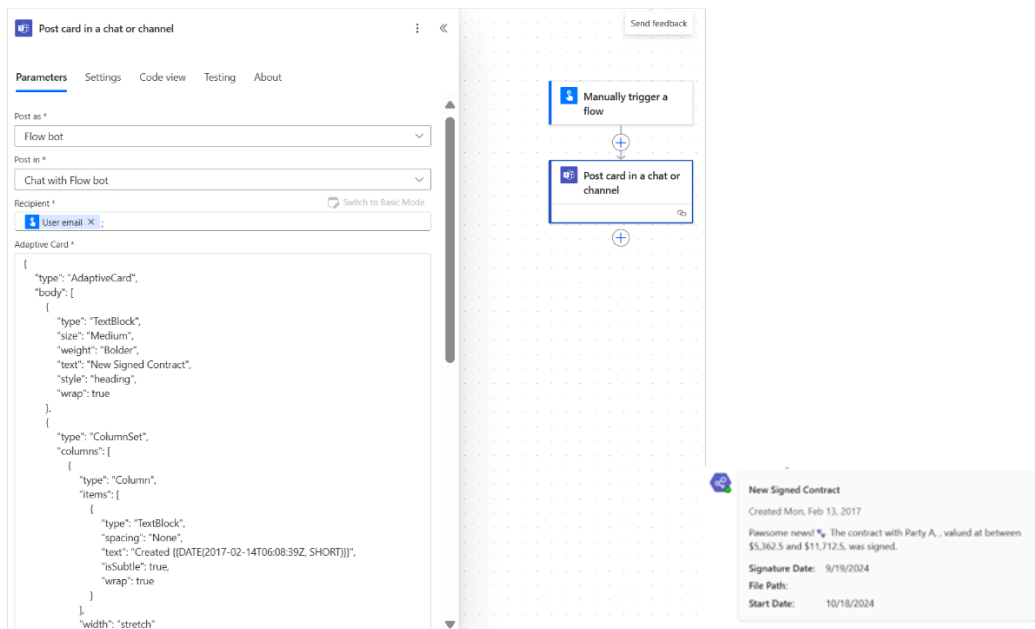 Post card in a chat or channel
Parameters Settings Code view Testing About
Post as *
Flow bot
Post in *
Chat with Flow bot
Recipient *
Switch to Basic Mode
User email × ;
Adaptive Card *
{
"type": "AdaptiveCard",
"body": [
{
"type": "TextBlock",
"size": "Medium",
"weight": "Bolder",
"text": "New Signed Contract",
"style": "heading",
"wrap": true
},
{
"type": "ColumnSet",
"columns": [
{
"type": "Column",
"items": [
{
"type": "TextBlock",
"spacing": "None",
"text": "Created {{DATE(2017-02-14T06:08:39Z, SHORT)}}",
"isSubtle": true,
"wrap": true
}
],
"width": "stretch"
Send feedback
Manually trigger a
flow
Post card in a chat or
channel
New Signed Contract
Created Mon, Feb 13, 2017
Pawsome news! 🐾 The contract with Party A, , valued at between
$5,362.5 and $11,712.5, was signed.
Signature Date: 9/19/2024
File Path:
Start Date: 10/18/2024